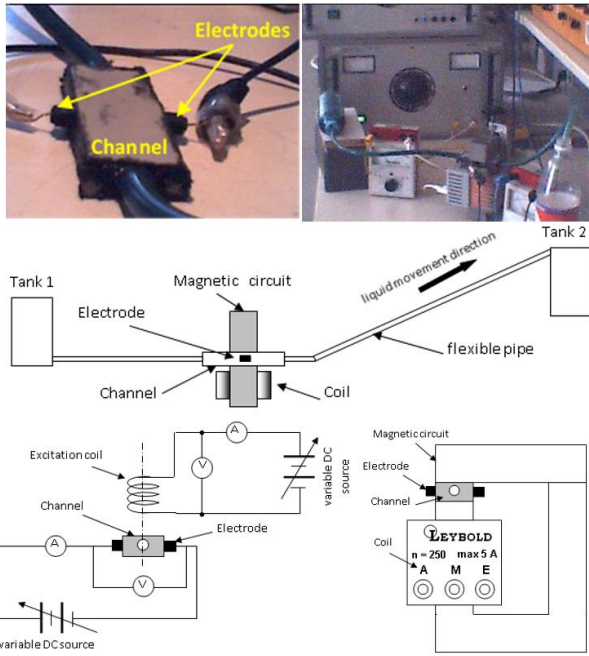 Electrodes
Channel
Tank 2
liquid movement direction
Tank 1
Magnetic circuit
Electrode
flexible pipe
Channel
Coil
A
Excitation coil
V
variable DC
source
Channel
Electrode
A
V
variable DC source
Magnetic circuit
Electrode
Channel
Coil
LEYBOLD
n = 250 max 5 A
A M E